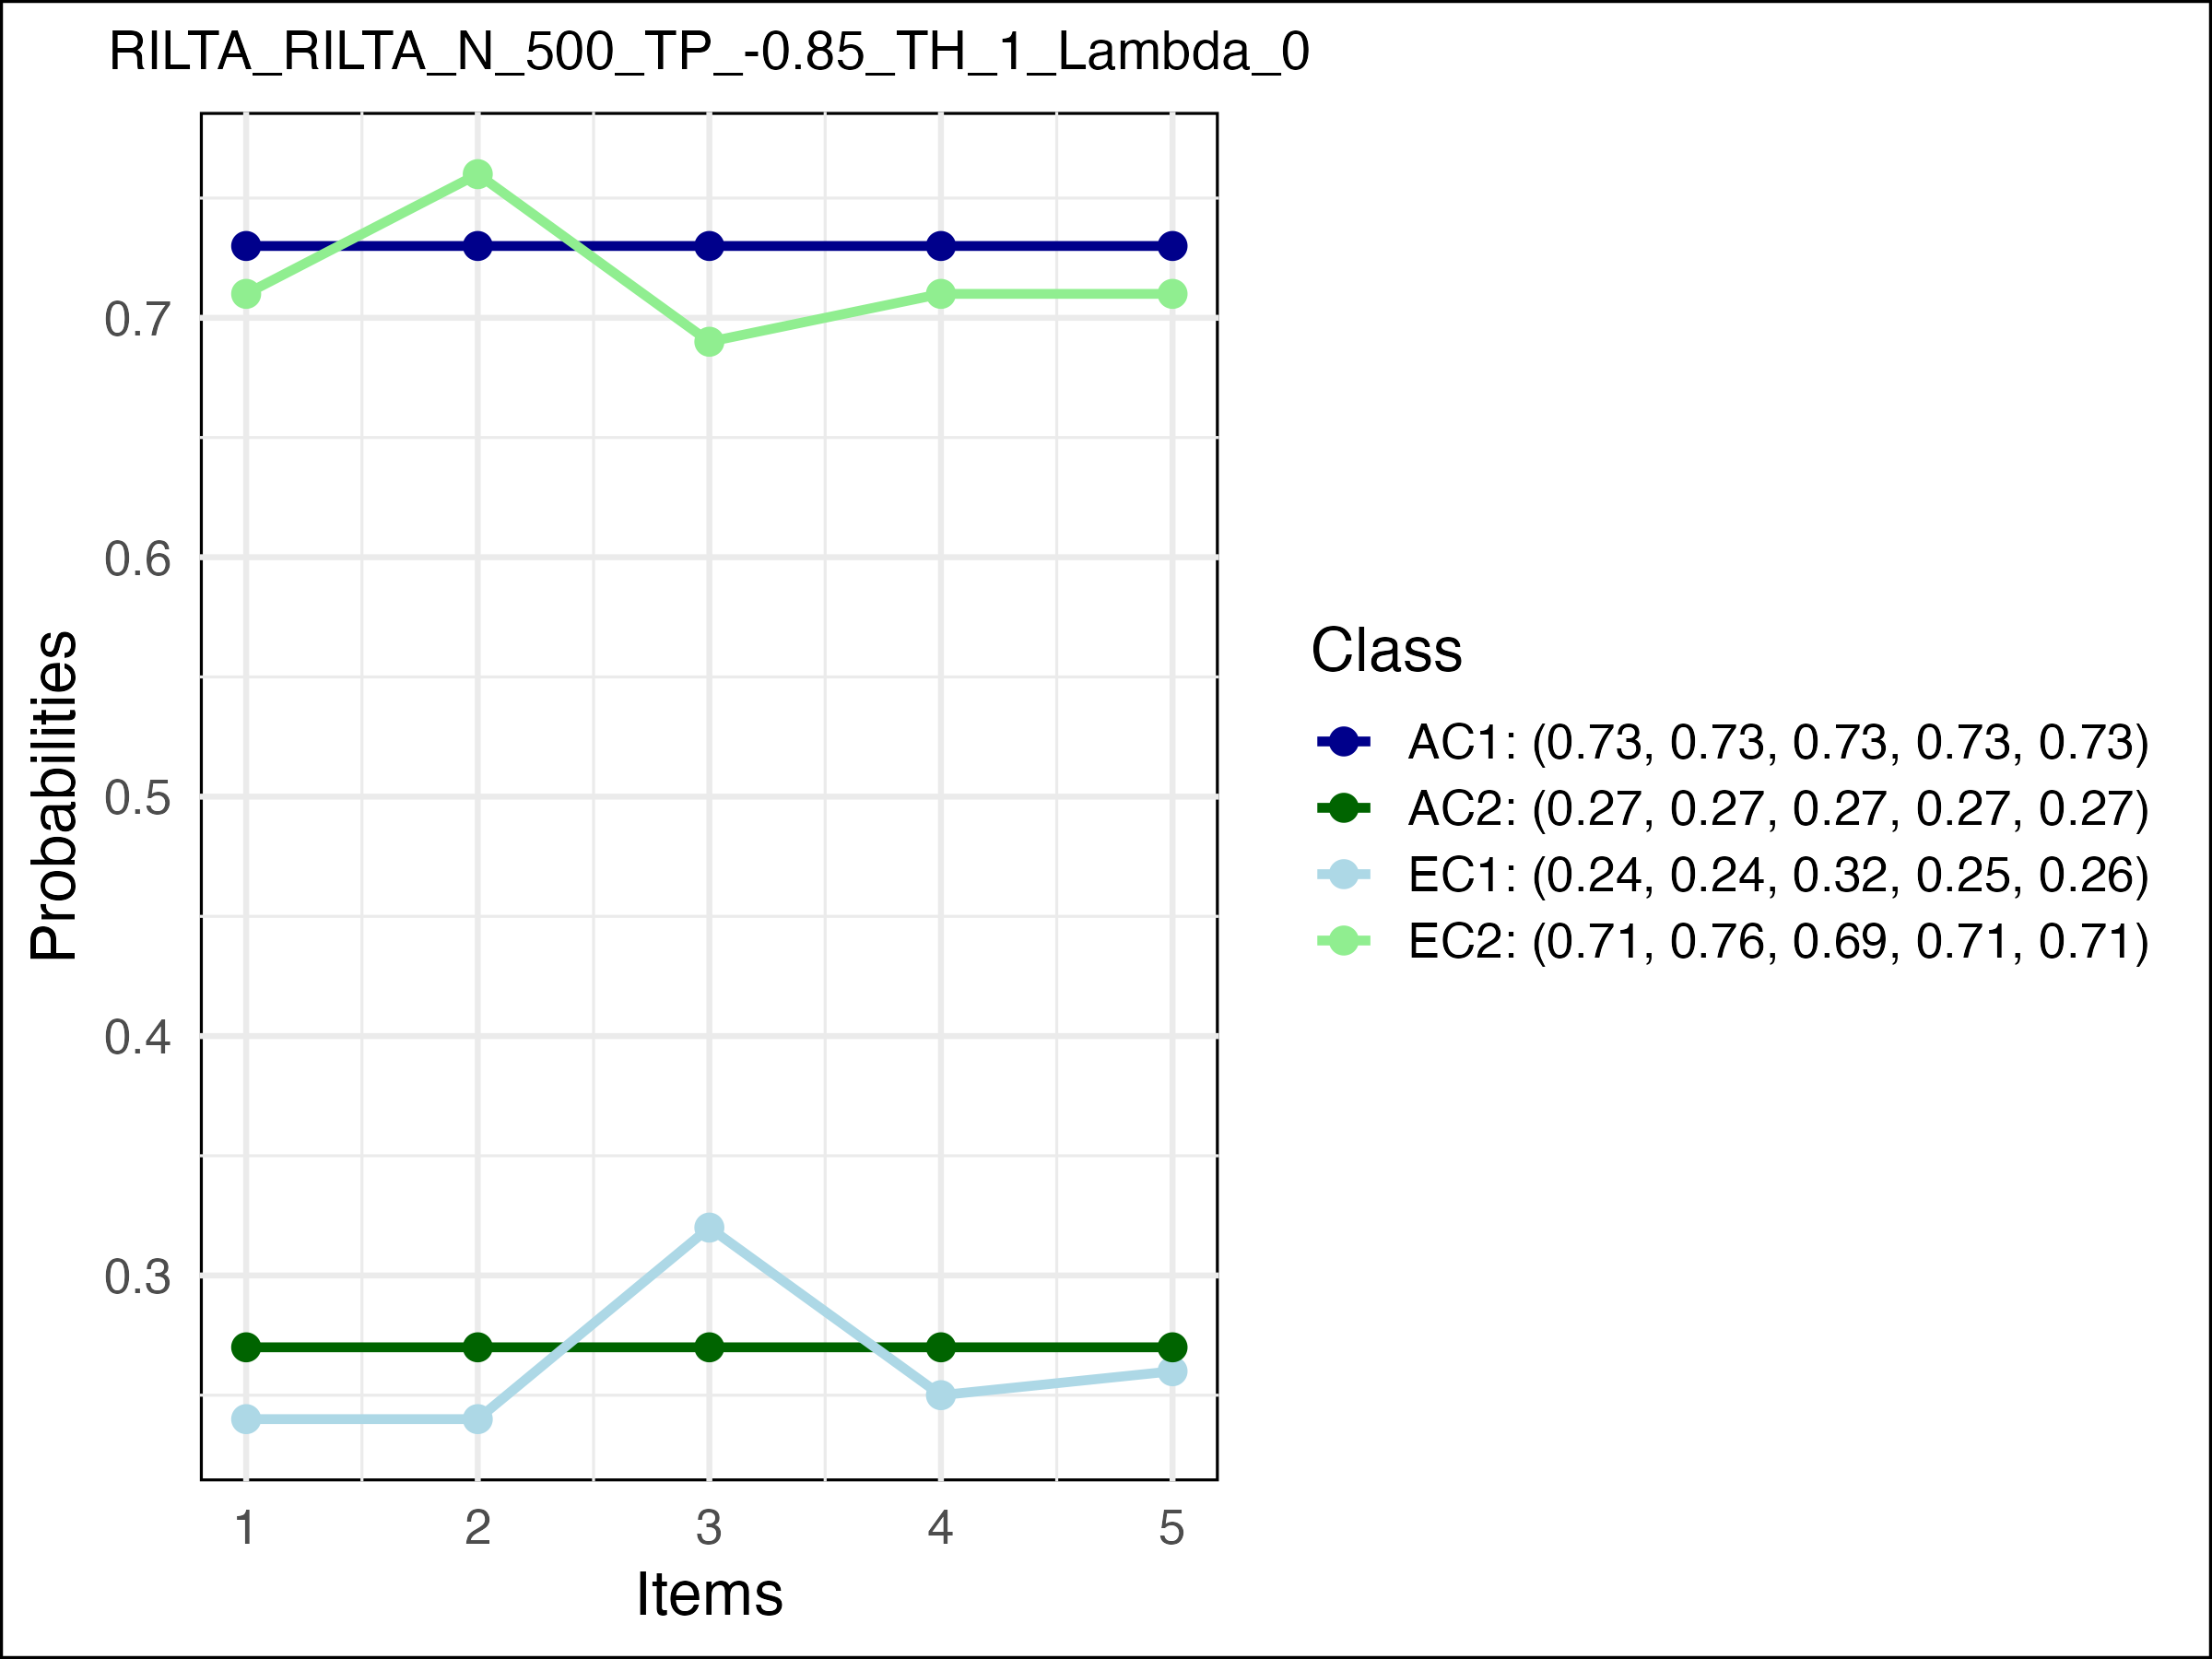 RILTA_RILTA_N_500_TP_-0.85_TH_1_Lambda_0
Probabilities
0.7
0.6
0.5
0.4
0.3
1 2 3 4 5
Items
Class
AC1: (0.73, 0.73, 0.73, 0.73, 0.73)
AC2: (0.27, 0.27, 0.27, 0.27, 0.27)
EC1: (0.24, 0.24, 0.32, 0.25, 0.26)
EC2: (0.71, 0.76, 0.69, 0.71, 0.71)